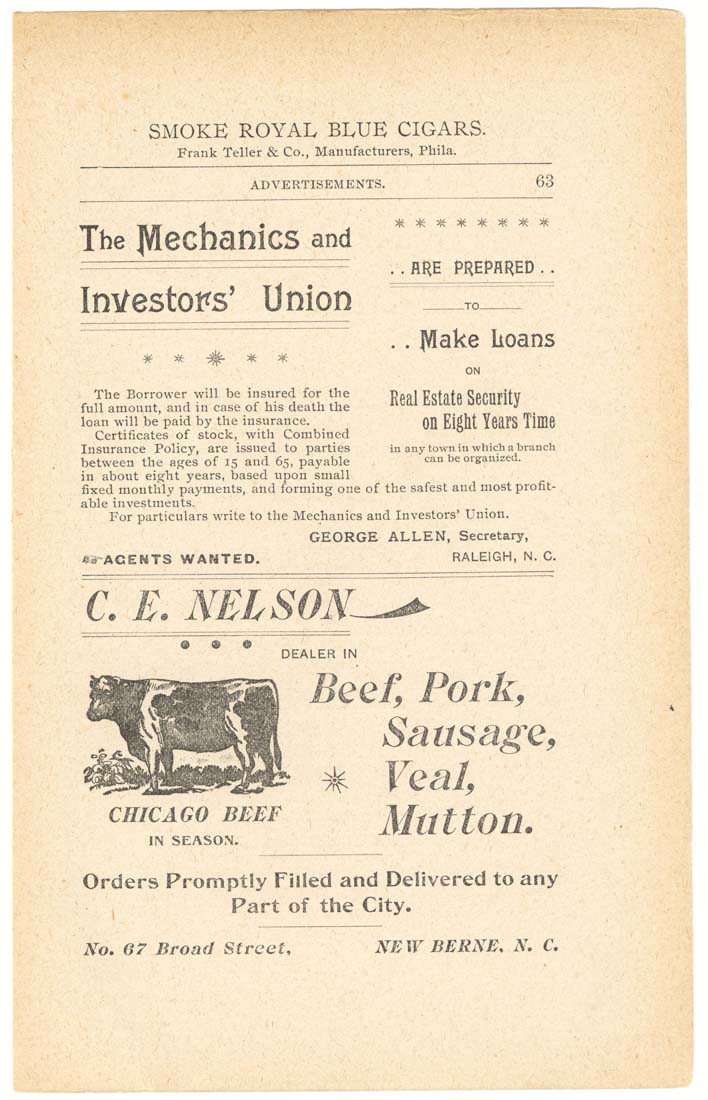 SMOKE ROYAL BLUE CIGARS.
Frank Teller & Co., Manufacturers, Phila.
ADVERTISEMENTS. 63
The Mechanics and
Investors' Union
. . ARE PREPARED . .
TO
. . Make Loans
ON
Real Estate Security
on Eight Years Time
in any town in which a branch
can be organized.
The Borrower will be insured for the
full amount, and in case of his death the
loan will be paid by the insurance.
Certificates of stock, with Combined
Insurance Policy, are issued to parties
between the ages of 15 and 65, payable
in about eight years, based upon small
fixed monthly payments, and forming one of the safest and most profit-
able investments.
For particulars write to the Mechanics and Investors' Union.
GEORGE ALLEN, Secretary,
AGENTS WANTED. RALEIGH, N. C.
C. E. NELSON
DEALER IN
Beef, Pork,
Sausage,
Veal,
Mutton.
CHICAGO BEEF
IN SEASON.
Orders Promptly Filled and Delivered to any
Part of the City.
No. 67 Broad Street, NEW BERNE, N. C.